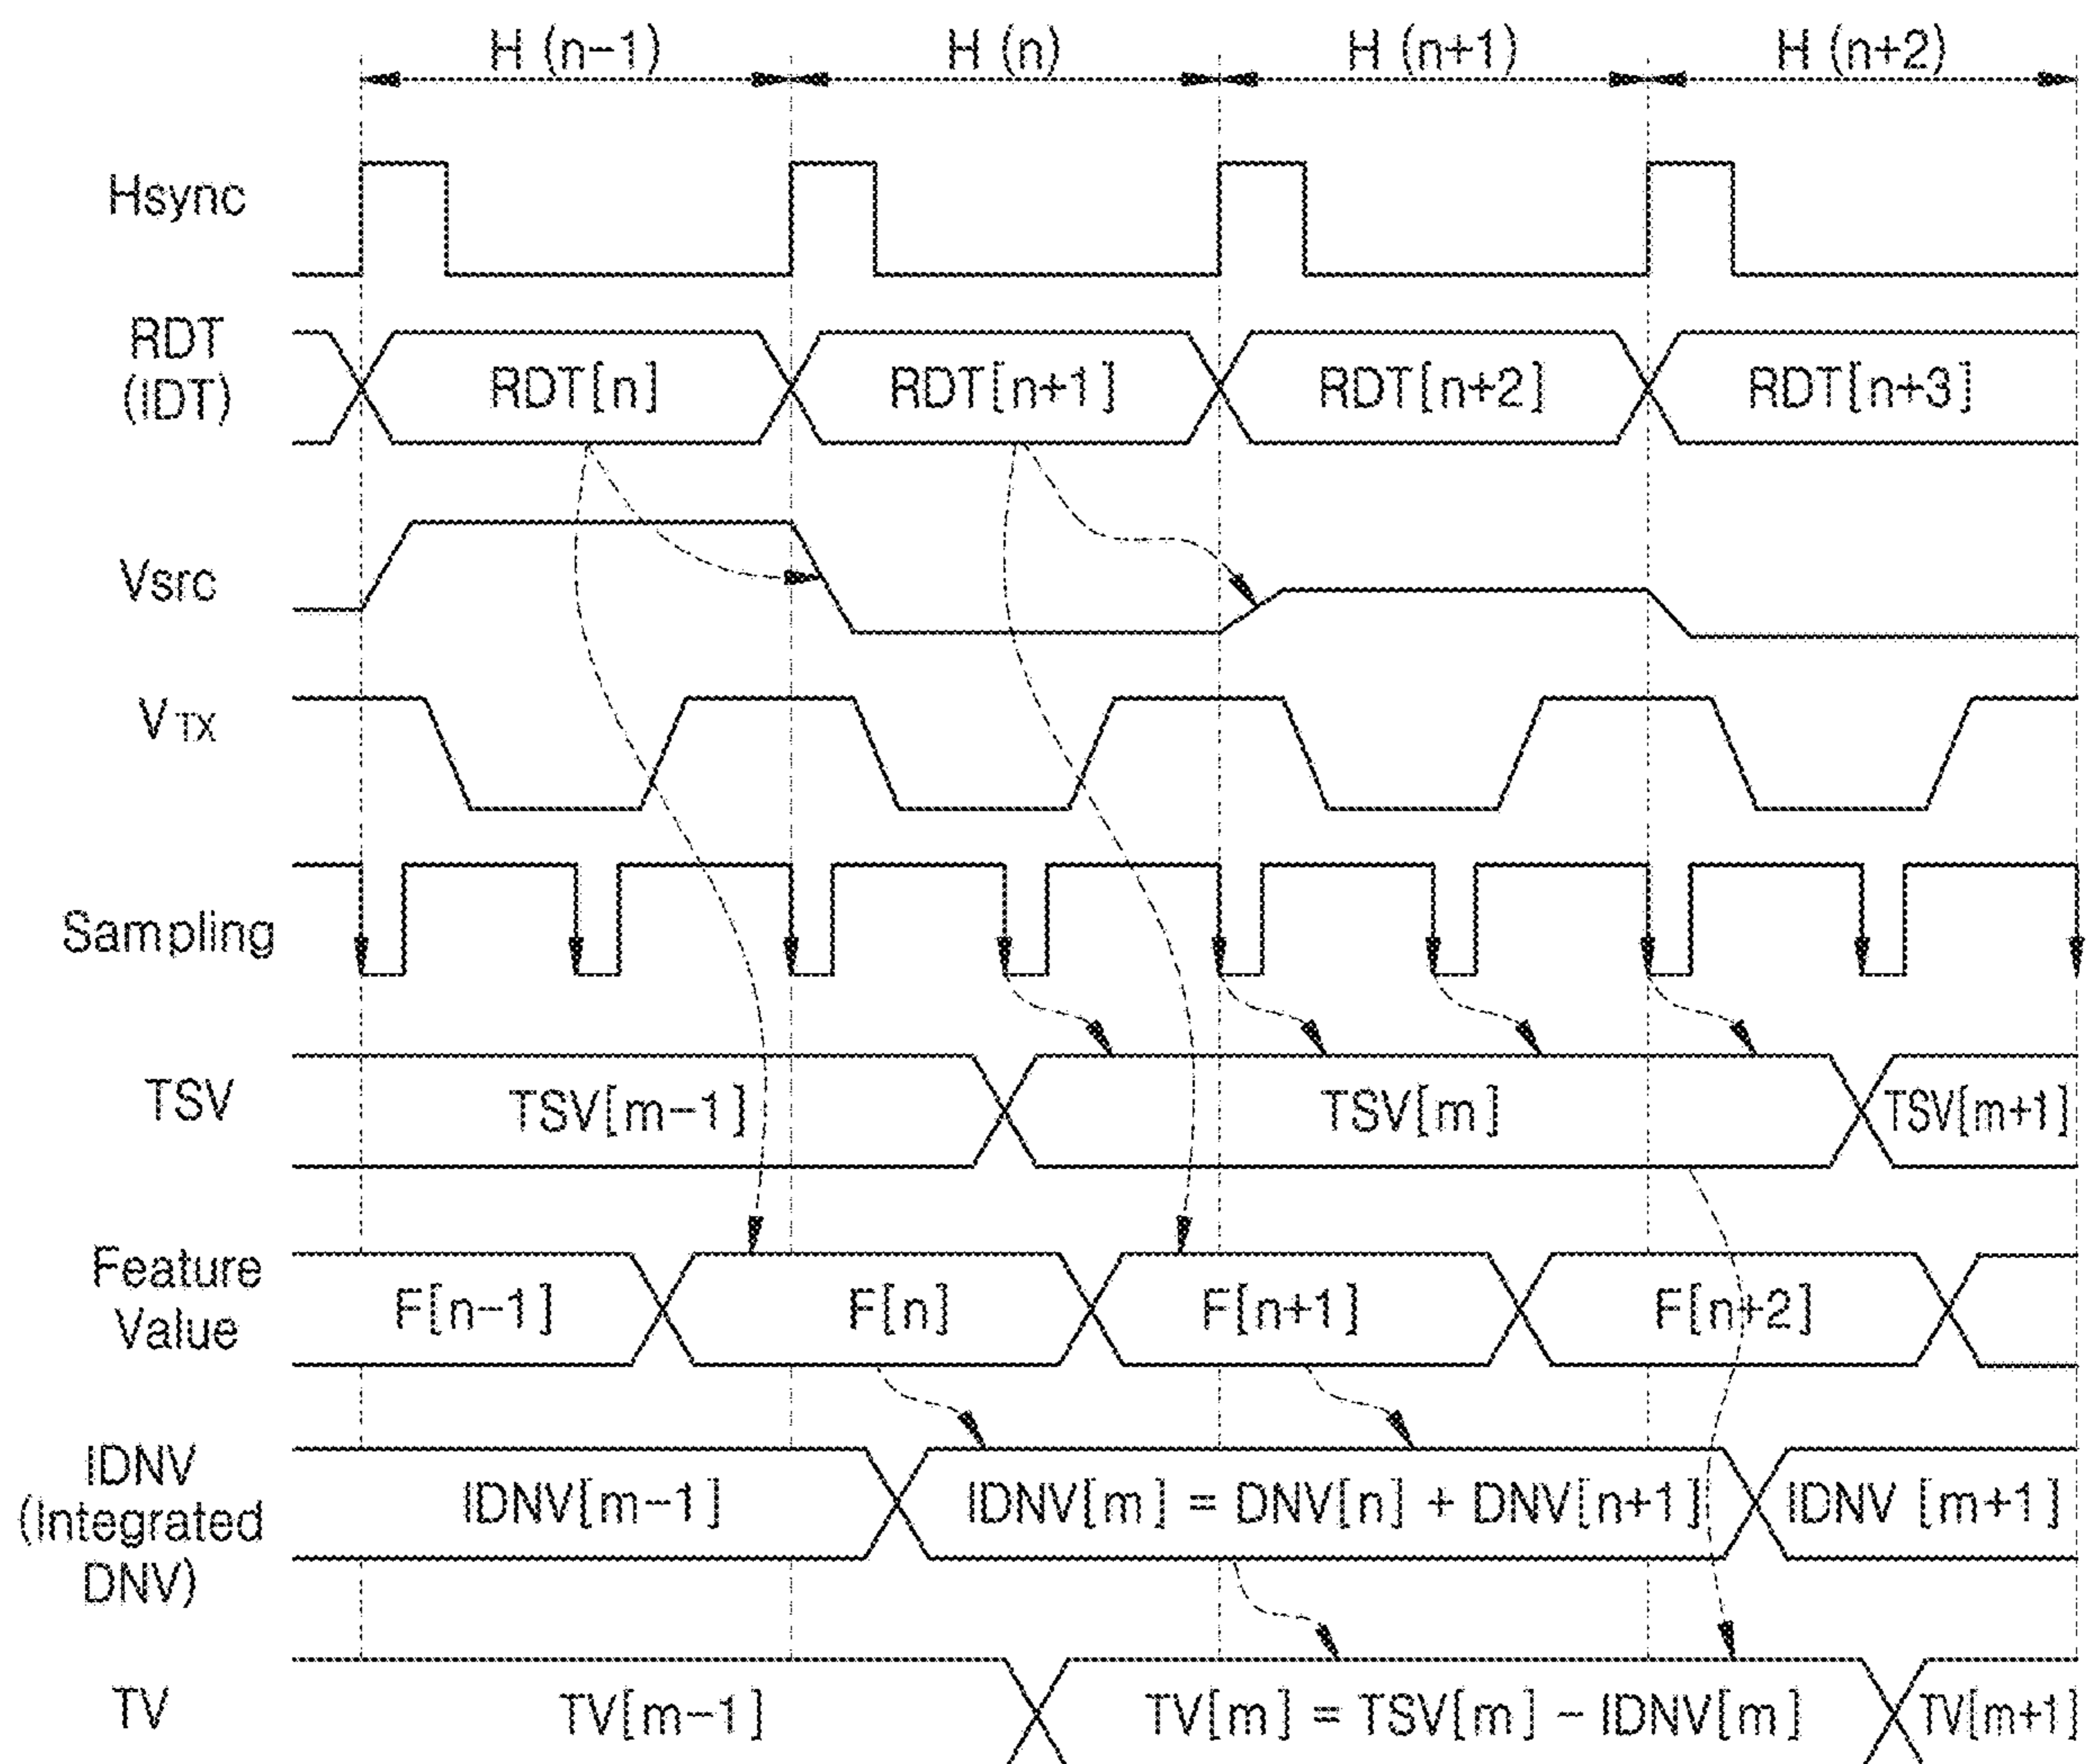 H (n-1) H (n) H (n+1) H (n+2)
Hsync
RDT
(IDT)
RDT[n] RDT[n+1] RDT[n+2] RDT[n+3]
Vsrc
VTX
Sampling
TSV
TSV[m-1] TSV[m] TSV[m+1]
Feature
Value
F[n-1] F[n] F[n+1] F[n+2]
IDNV
(Integrated
DNV)
IDNV[m-1] IDNV[m] = DNV[n] + DNV[n+1] IDNV [m+1]
TV
TV[m-1] TV[m] = TSV[m] - IDNV[m] TV[m+1]